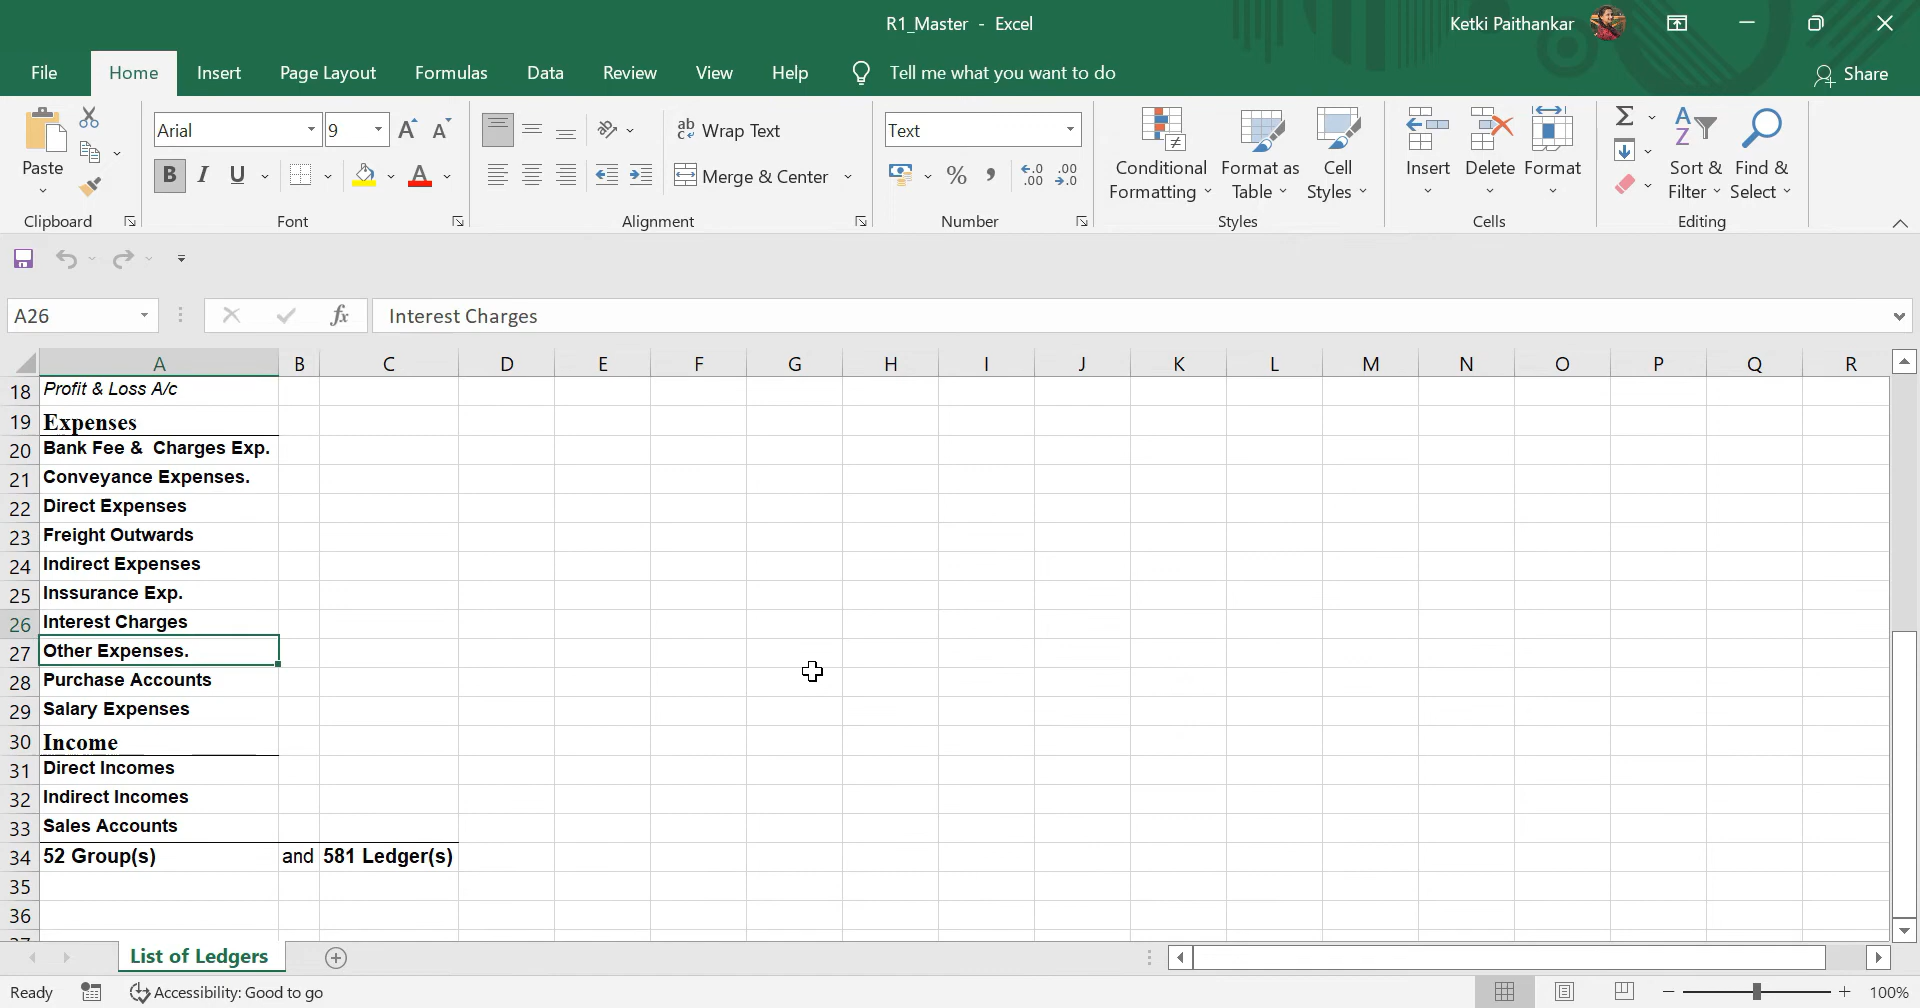 R1_Master - Excel
Ketki Paithankar
File Home Insert Page Layout Formulas Data Review View Help Tell me what you want to do Share
Paste
Clipboard
Arial 9
B I U
Font
Wrap Text
Merge & Center
Alignment
Text
Number
Conditional Formatting
Format as Table
Cell Styles
Styles
Insert Delete Format
Cells
Sort & Filter
Find & Select
Editing
A26 fx Interest Charges
A B C D E F G H I J K L M N O P Q R
18 Profit & Loss A/c
19 Expenses
20 Bank Fee &  Charges Exp.
21 Conveyance Expenses.
22 Direct Expenses
23 Freight Outwards
24 Indirect Expenses
25 Inssurance Exp.
26 Interest Charges
27 Other Expenses.
28 Purchase Accounts
29 Salary Expenses
30 Income
31 Direct Incomes
32 Indirect Incomes
33 Sales Accounts
34 52 Group(s) and 581 Ledger(s)
35
36
List of Ledgers
Ready Accessibility: Good to go 100%